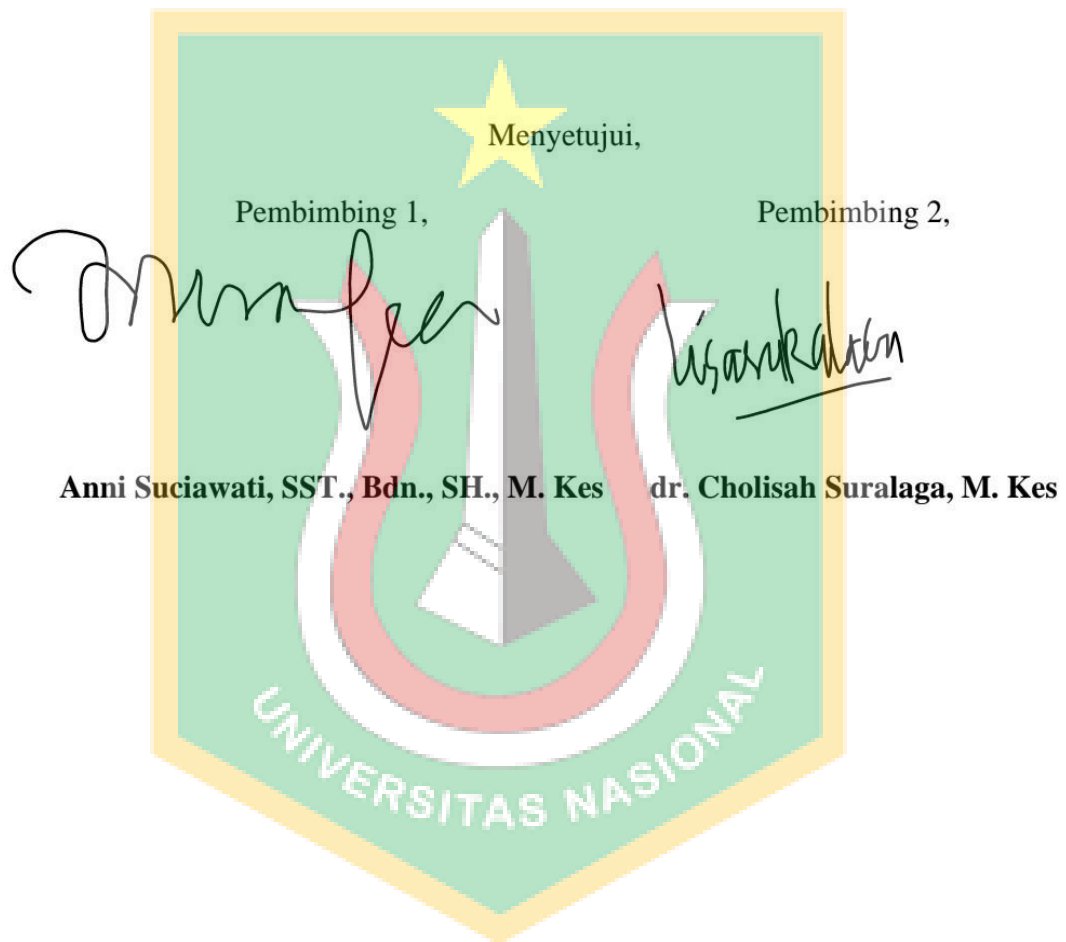 Menyetujui,
Pembimbing 1, Pembimbing 2,
Anni Suciawati, SST., Bdn., SH., M. Kes dr. Cholisah Suralaga, M. Kes
UNIVERSITAS NASIONAL